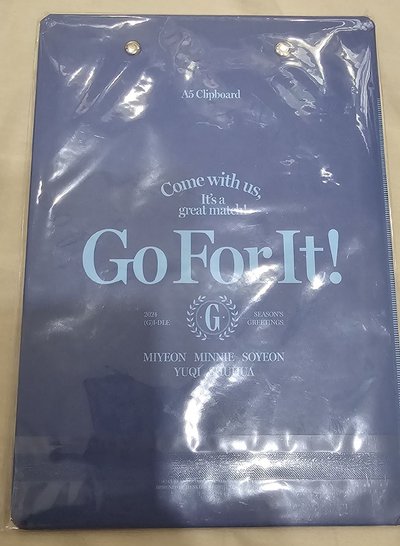 A5 Clipboard
Come with us,
It's a
great match!
Go For It!
2024
(G)I-DLE
G
SEASON'S
GREETINGS
MIYEON MINNIE SOYEON
YUQI SHUHUA